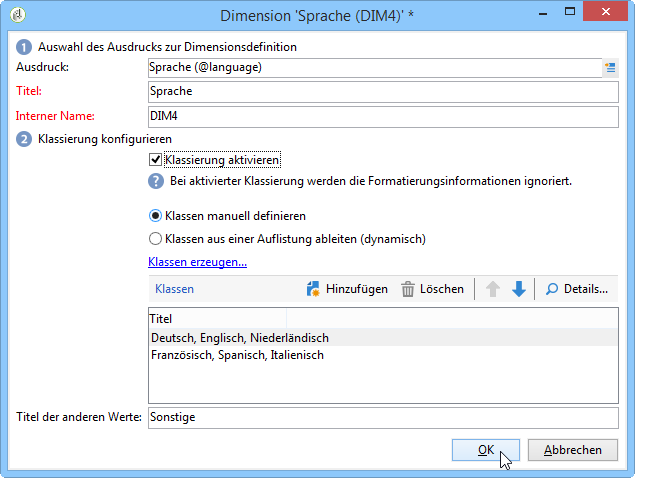 Dimension 'Sprache (DIM4)' *
1 Auswahl des Ausdrucks zur Dimensionsdefinition
Ausdruck: Sprache (@language)
Titel: Sprache
Interner Name: DIM4
2 Klassierung konfigurieren
Klassierung aktivieren
? Bei aktivierter Klassierung werden die Formatierungsinformationen ignoriert.
Klassen manuell definieren
Klassen aus einer Auflistung ableiten (dynamisch)
Klassen erzeugen...
Klassen Hinzufügen Löschen Details...
Titel
Deutsch, Englisch, Niederländisch
Französisch, Spanisch, Italienisch
Titel der anderen Werte: Sonstige
OK Abbrechen